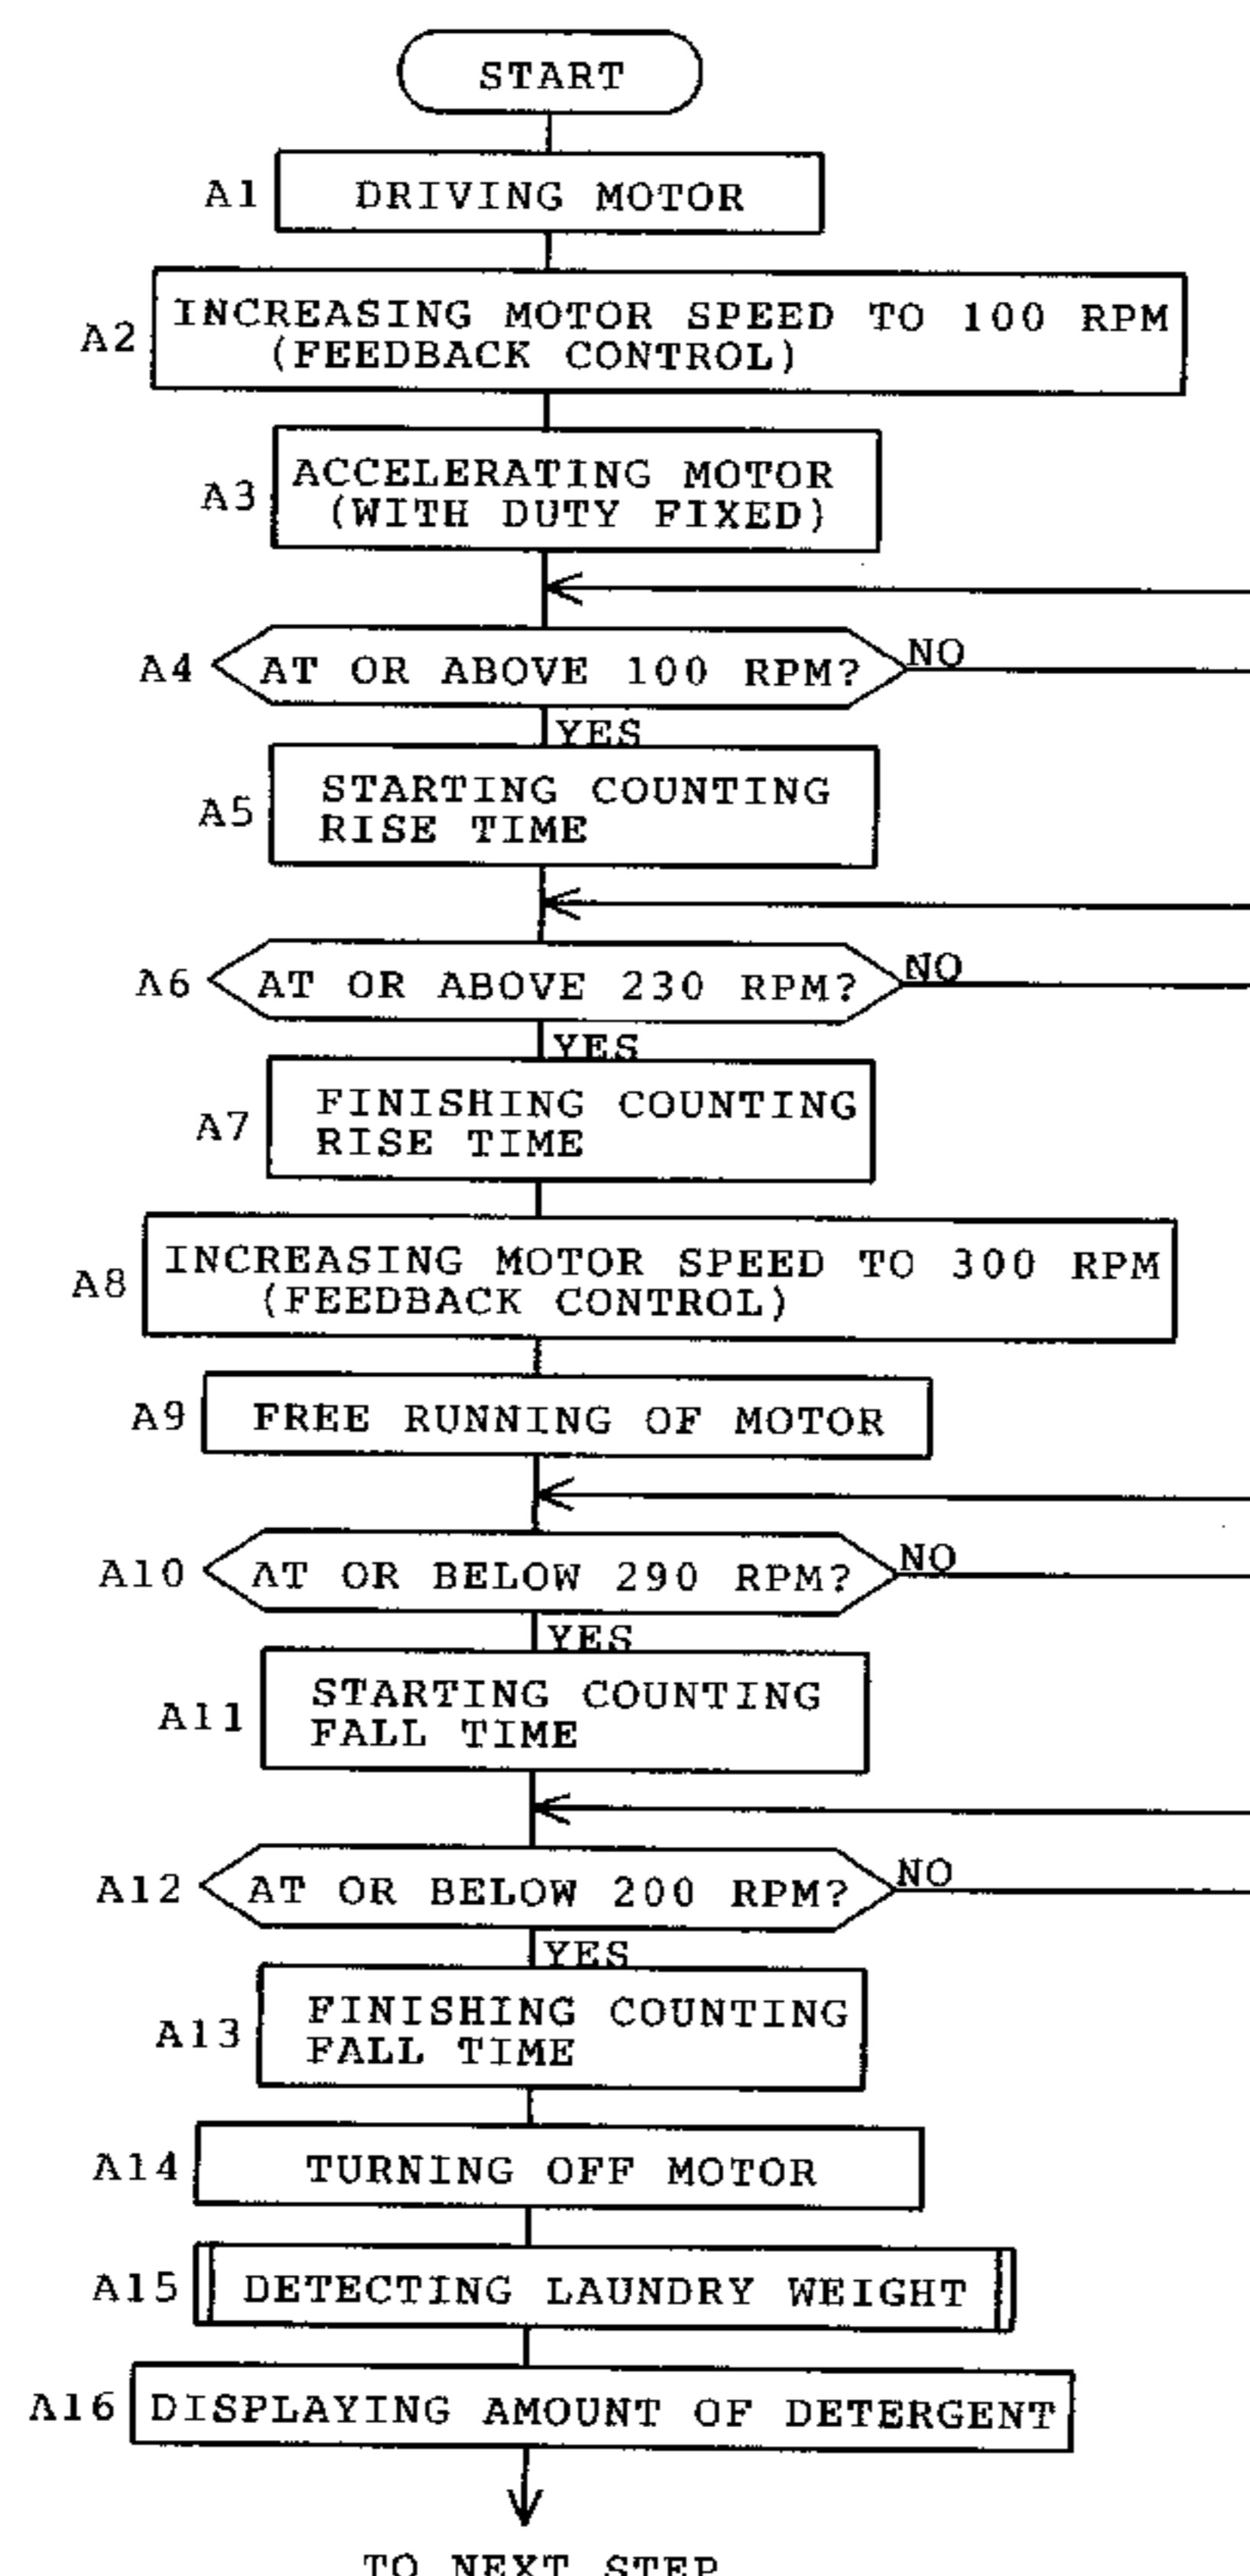 START
A1 DRIVING MOTOR
A2 INCREASING MOTOR SPEED TO 100 RPM
(FEEDBACK CONTROL)
A3 ACCELERATING MOTOR
(WITH DUTY FIXED)
A4 AT OR ABOVE 100 RPM? NO
YES
A5 STARTING COUNTING
RISE TIME
A6 AT OR ABOVE 230 RPM? NO
YES
A7 FINISHING COUNTING
RISE TIME
A8 INCREASING MOTOR SPEED TO 300 RPM
(FEEDBACK CONTROL)
A9 FREE RUNNING OF MOTOR
A10 AT OR BELOW 290 RPM? NO
YES
A11 STARTING COUNTING
FALL TIME
A12 AT OR BELOW 200 RPM? NO
YES
A13 FINISHING COUNTING
FALL TIME
A14 TURNING OFF MOTOR
A15 DETECTING LAUNDRY WEIGHT
A16 DISPLAYING AMOUNT OF DETERGENT
TO NEXT STEP